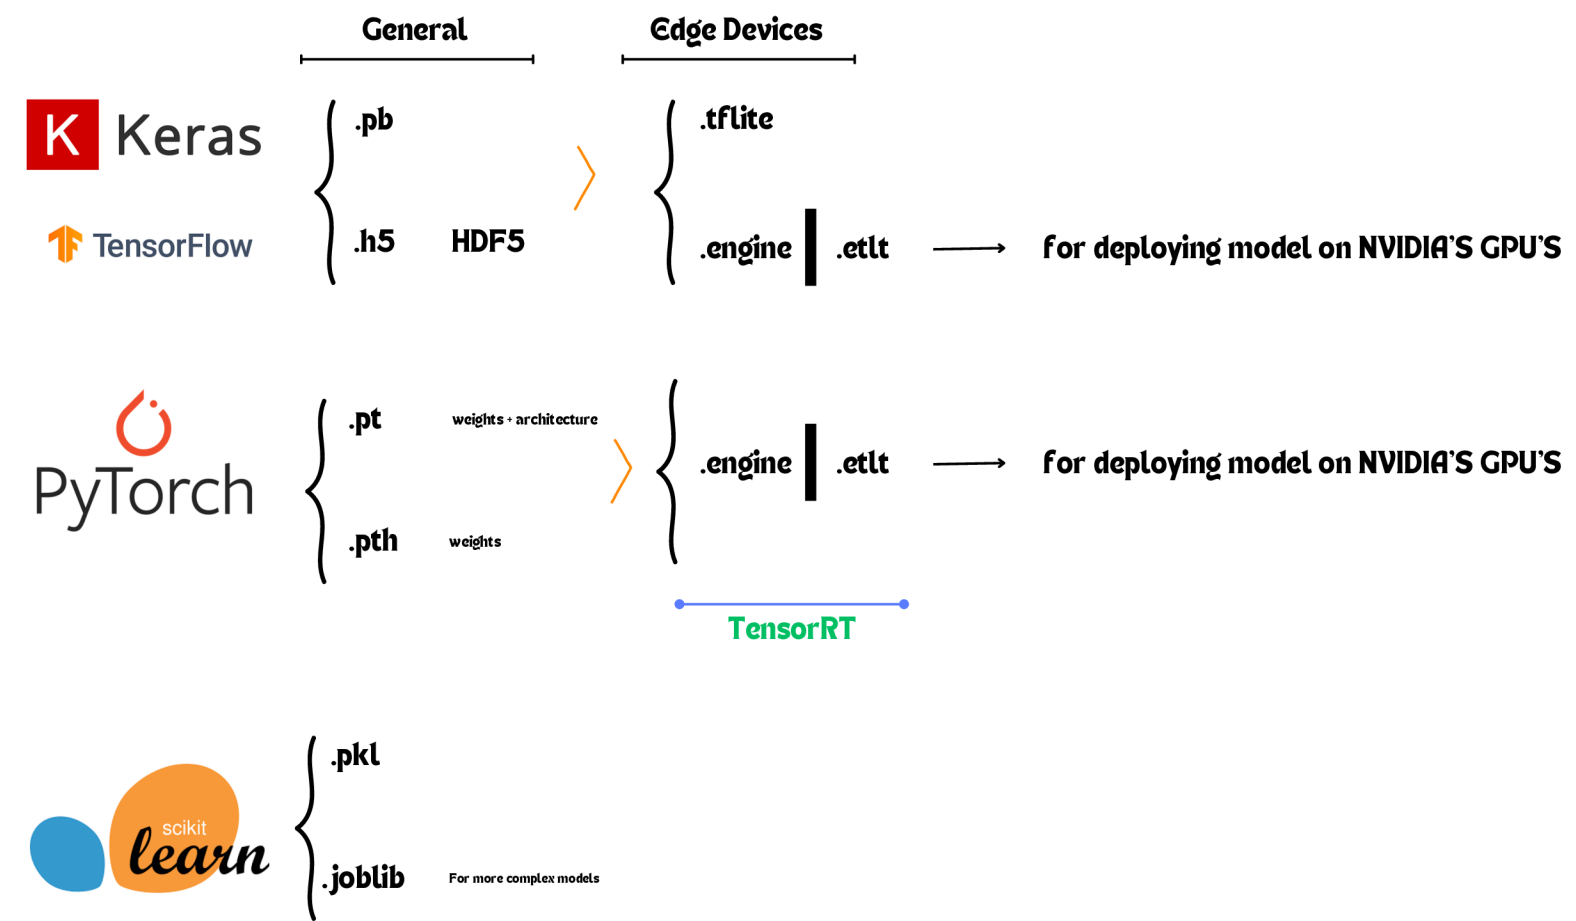 General
Edge Devices
K Keras
.pb
.tflite
TensorFlow
.h5 HDF5
.engine .etlt
for deploying model on NVIDIA'S GPU'S
PyTorch
.pt weights + architecture
.pth weights
.engine .etlt
for deploying model on NVIDIA'S GPU'S
TensorRT
scikit
learn
.pkl
.joblib For more complex models